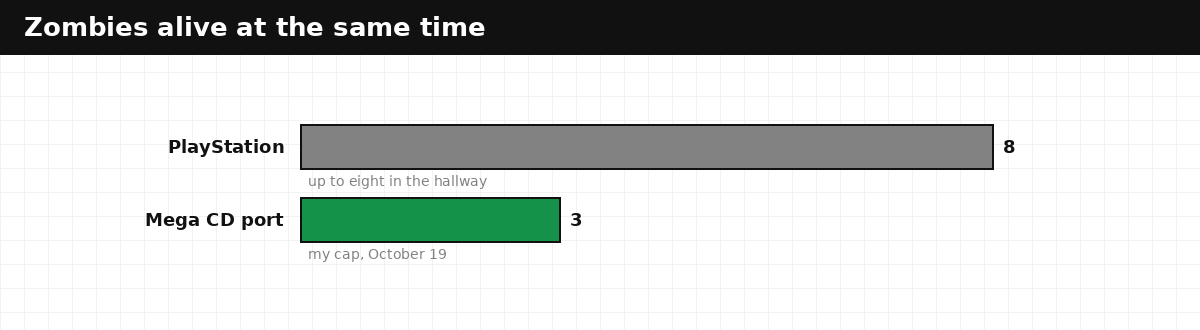 Zombies alive at the same time
PlayStation 8
up to eight in the hallway
Mega CD port 3
my cap, October 19